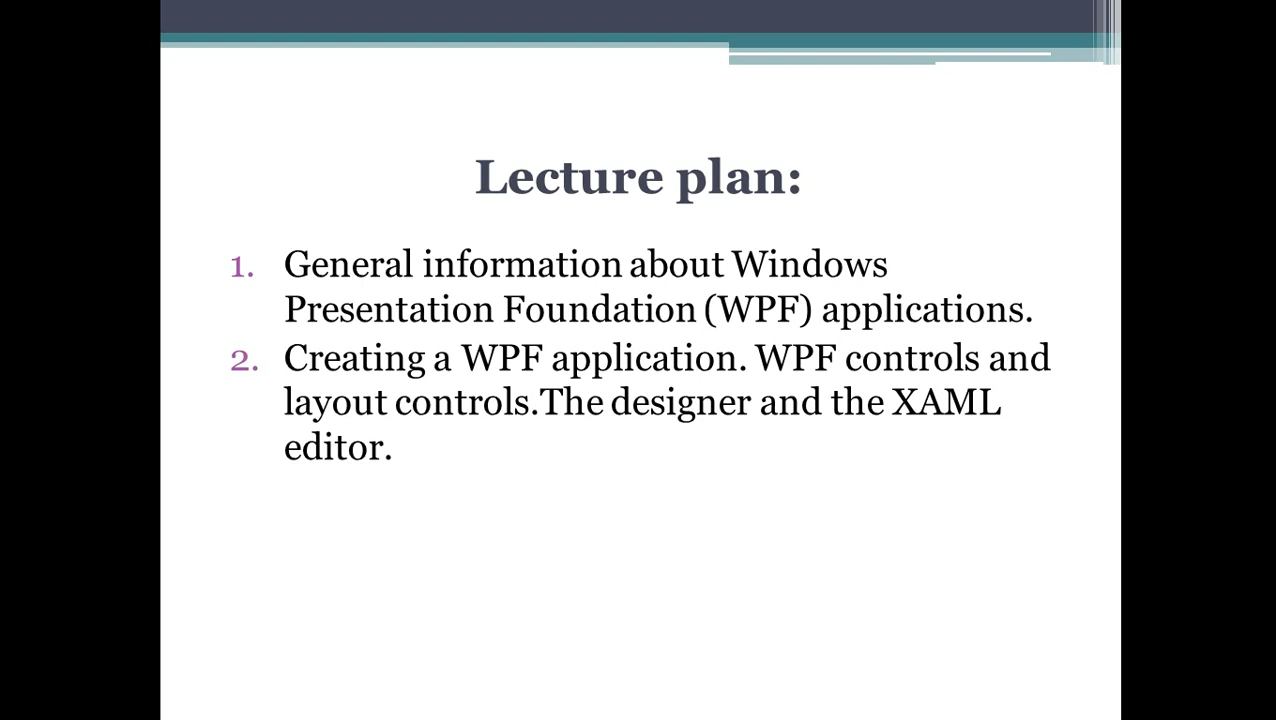 Lecture plan:
1. General information about Windows
Presentation Foundation (WPF) applications.
2. Creating a WPF application. WPF controls and
layout controls.The designer and the XAML
editor.